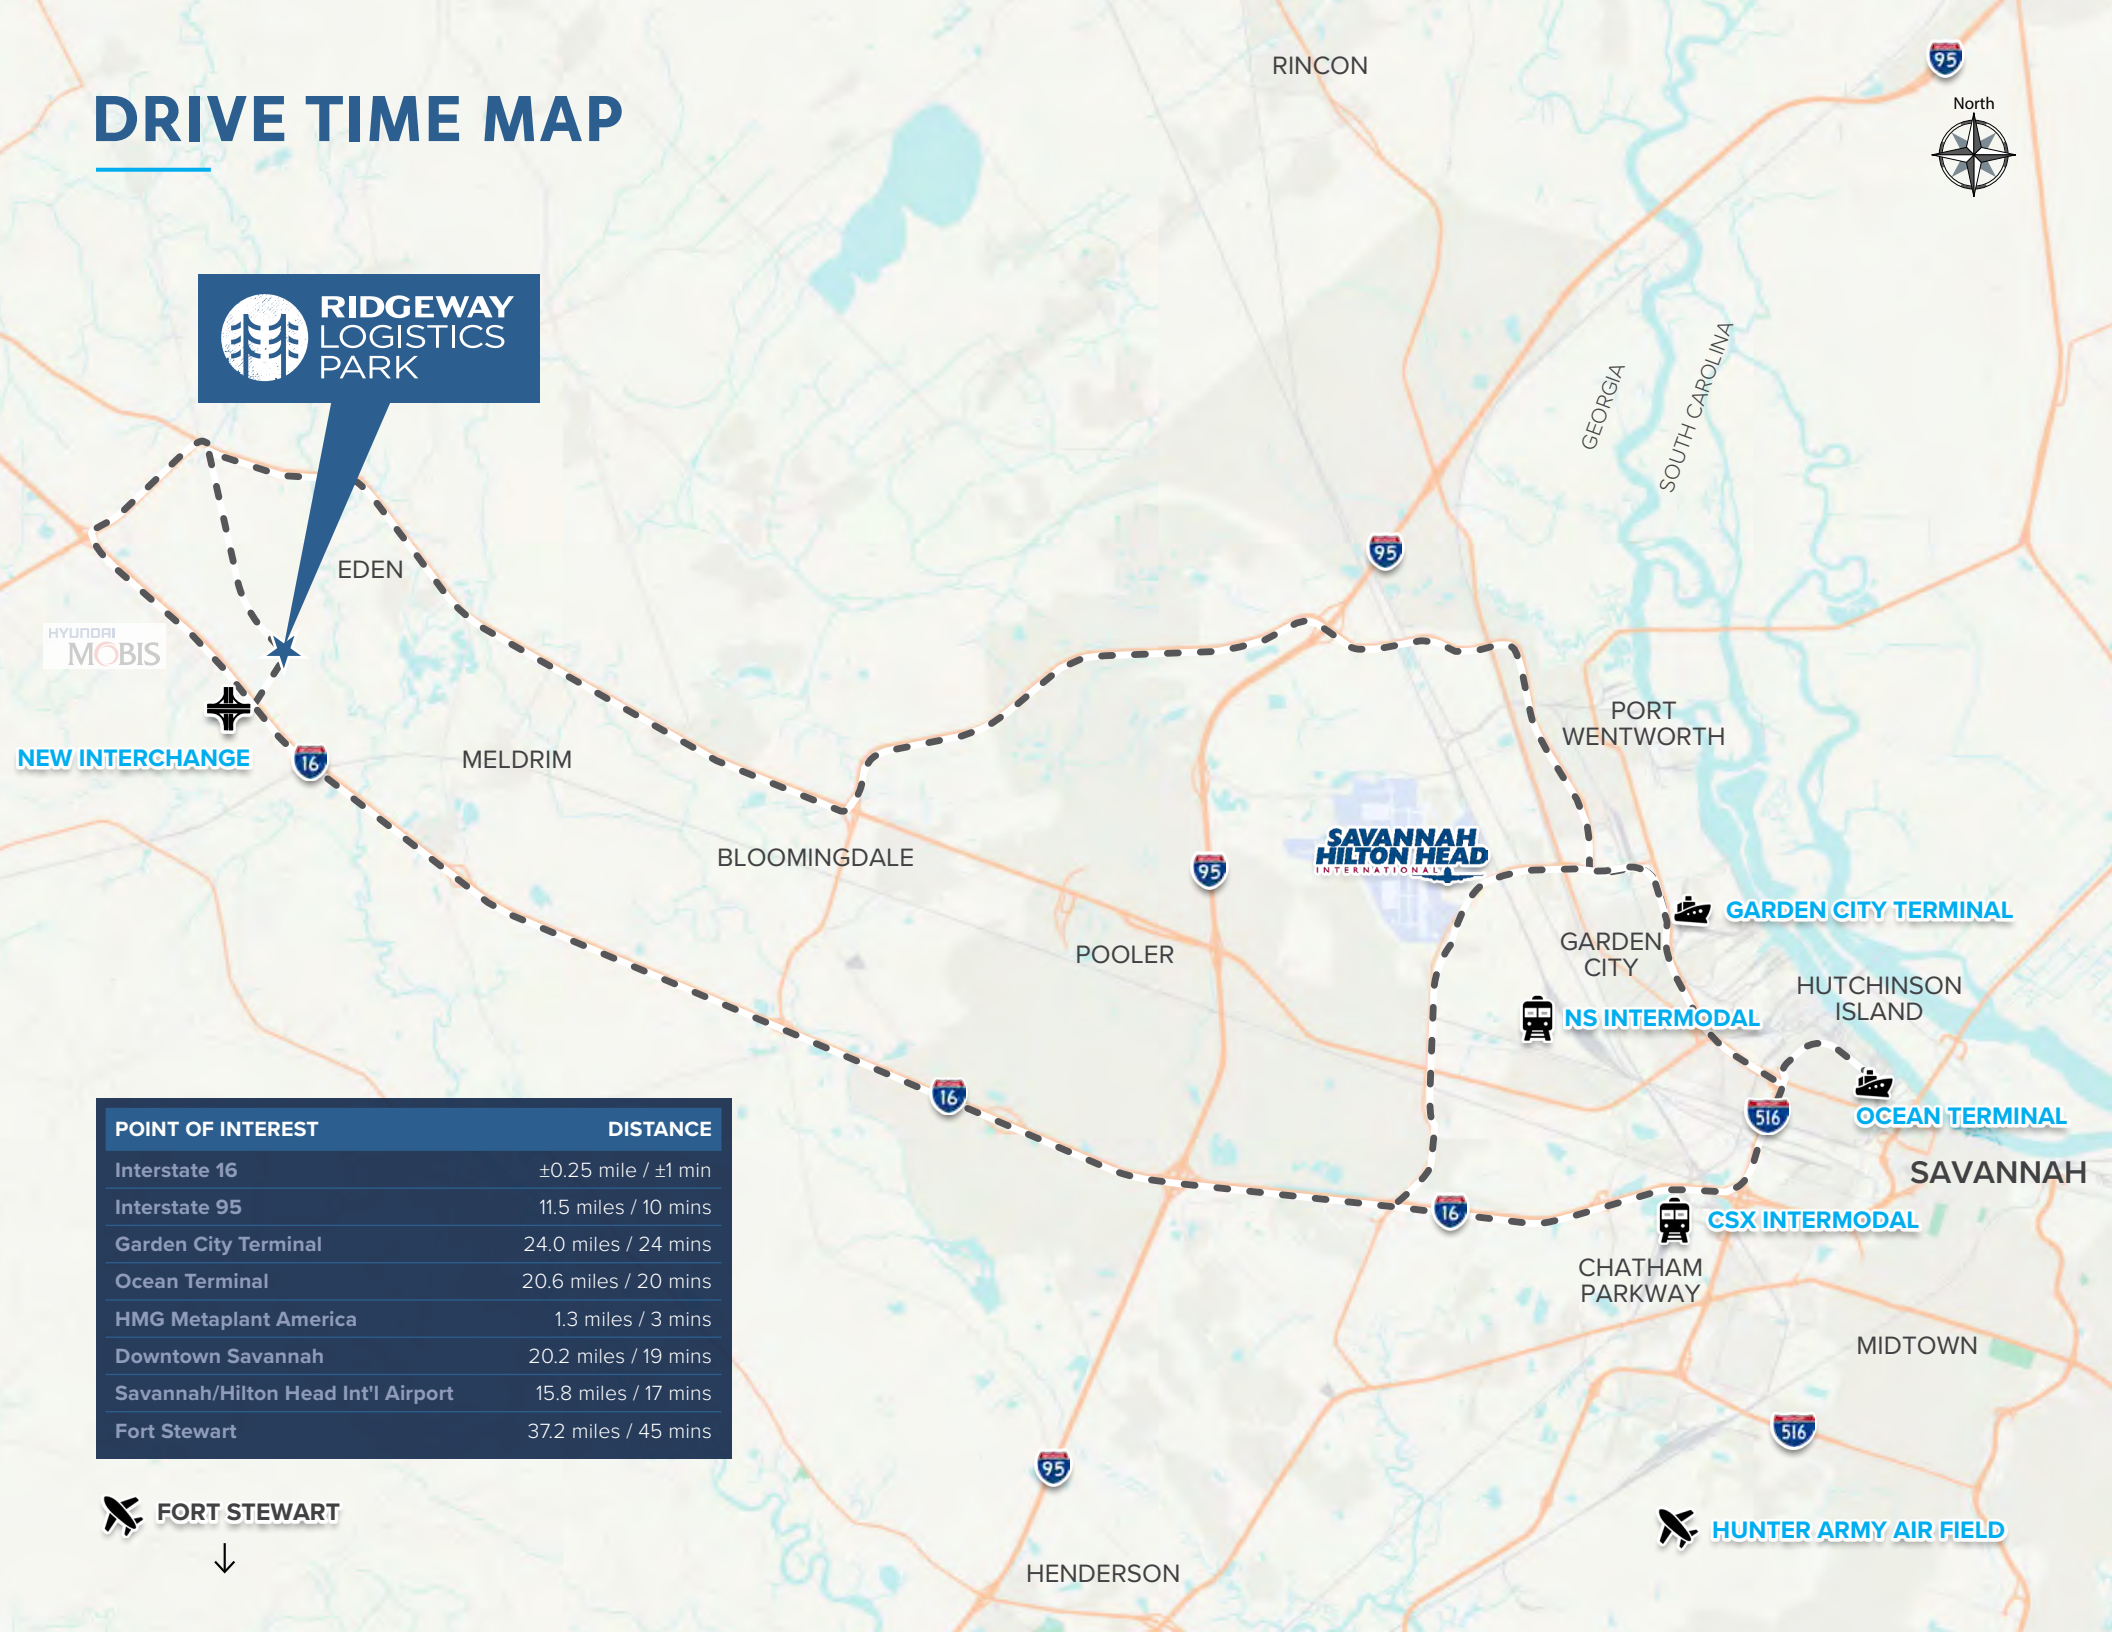 DRIVE TIME MAP
RINCON
95
North
RIDGEWAY
LOGISTICS
PARK
GEORGIA
SOUTH CAROLINA
95
EDEN
HYUNDAI
MOBIS
NEW INTERCHANGE
16
MELDRIM
PORT
WENTWORTH
BLOOMINGDALE
95
SAVANNAH
HILTON HEAD
INTERNATIONAL
GARDEN CITY TERMINAL
POOLER
GARDEN
CITY
HUTCHINSON
ISLAND
NS INTERMODAL
16
516
OCEAN TERMINAL
SAVANNAH
16
CSX INTERMODAL
CHATHAM
PARKWAY
MIDTOWN
POINT OF INTEREST DISTANCE
Interstate 16 ±0.25 mile / ±1 min
Interstate 95 11.5 miles / 10 mins
Garden City Terminal 24.0 miles / 24 mins
Ocean Terminal 20.6 miles / 20 mins
HMG Metaplant America 1.3 miles / 3 mins
Downtown Savannah 20.2 miles / 19 mins
Savannah/Hilton Head Int'l Airport 15.8 miles / 17 mins
Fort Stewart 37.2 miles / 45 mins
516
95
FORT STEWART
HUNTER ARMY AIR FIELD
HENDERSON